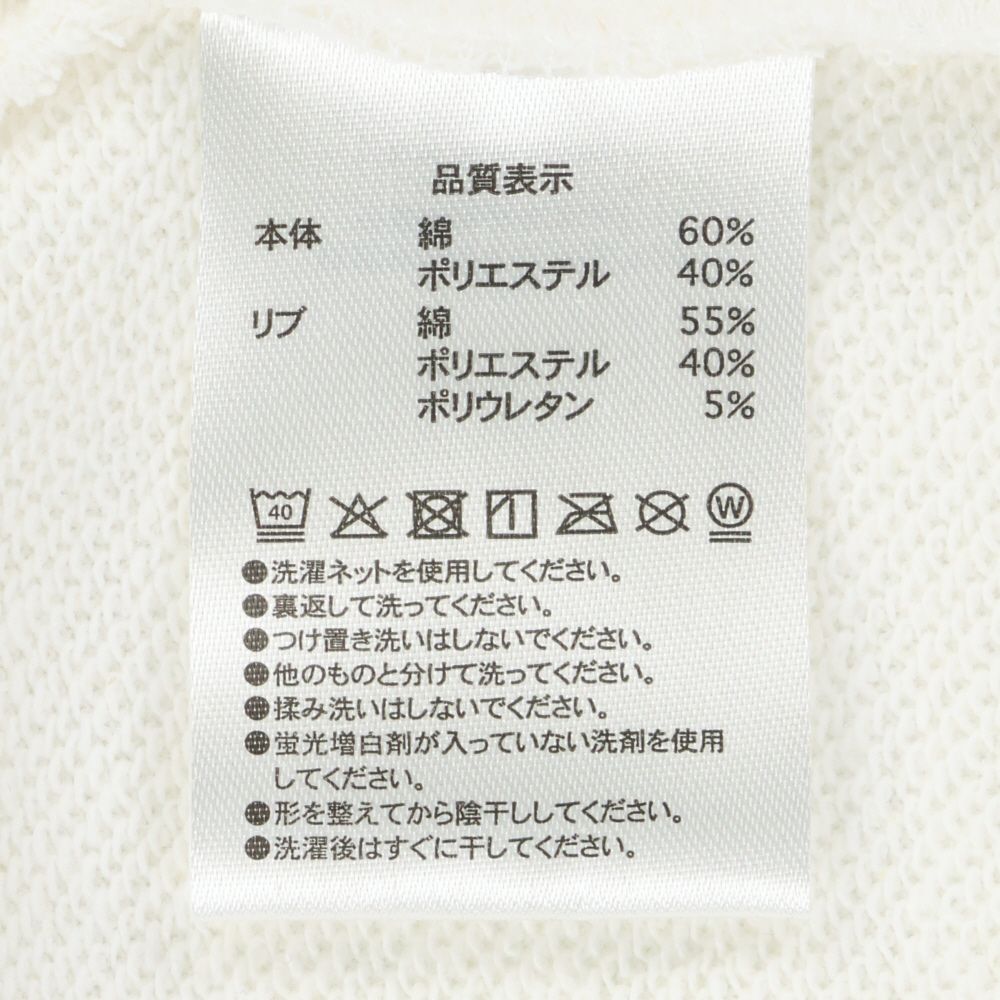 品質表示
本体 綿 60%
ポリエステル 40%
リブ 綿 55%
ポリエステル 40%
ポリウレタン 5%
40 W
●洗濯ネットを使用してください。
●裏返して洗ってください。
●つけ置き洗いはしないでください。
●他のものと分けて洗ってください。
●揉み洗いはしないでください。
●蛍光増白剤が入っていない洗剤を使用
してください。
●形を整えてから陰干ししてください。
●洗濯後はすぐに干してください。